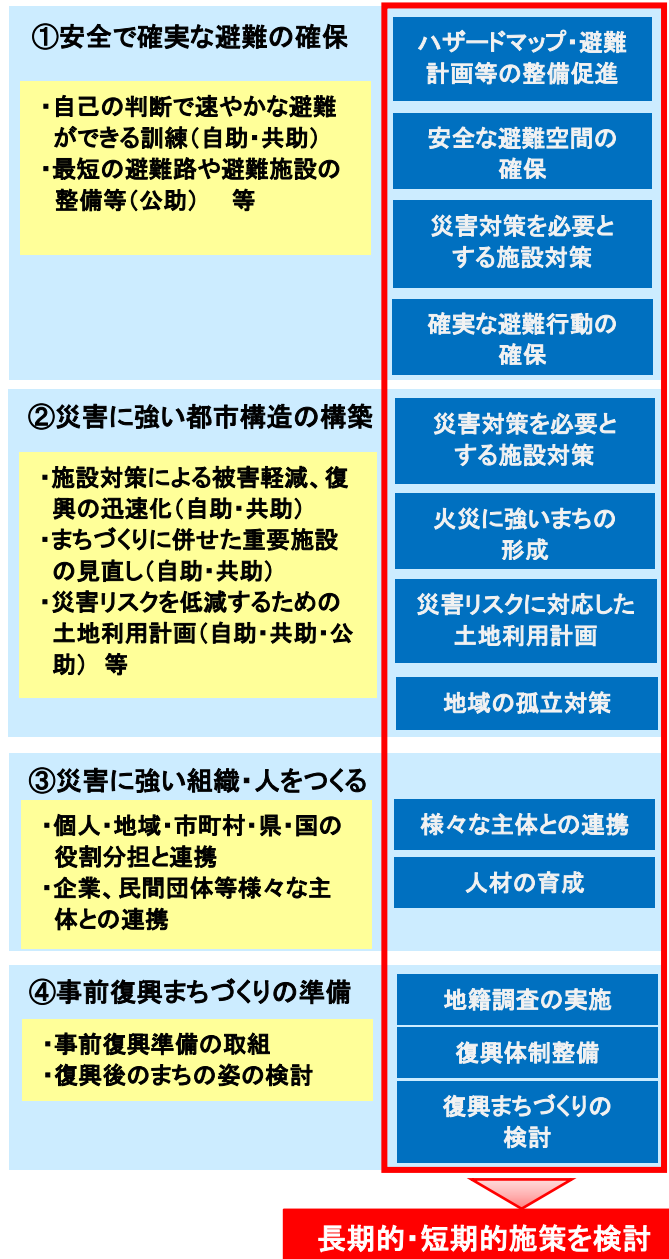 ①安全で確実な避難の確保
・自己の判断で速やかな避難
ができる訓練（自助・共助）
・最短の避難路や避難施設の
整備等（公助）　等
ハザードマップ・避難
計画等の整備促進
安全な避難空間の
確保
災害対策を必要と
する施設対策
確実な避難行動の
確保
②災害に強い都市構造の構築
・施設対策による被害軽減、復
興の迅速化（自助・共助）
・まちづくりに併せた重要施設
の見直し（自助・共助）
・災害リスクを低減するための
土地利用計画（自助・共助・公
助）　等
災害対策を必要と
する施設対策
火災に強いまちの
形成
災害リスクに対応した
土地利用計画
地域の孤立対策
③災害に強い組織・人をつくる
・個人・地域・市町村・県・国の
役割分担と連携
・企業、民間団体等様々な主
体との連携
様々な主体との連携
人材の育成
④事前復興まちづくりの準備
・事前復興準備の取組
・復興後のまちの姿の検討
地籍調査の実施
復興体制整備
復興まちづくりの
検討
長期的・短期的施策を検討